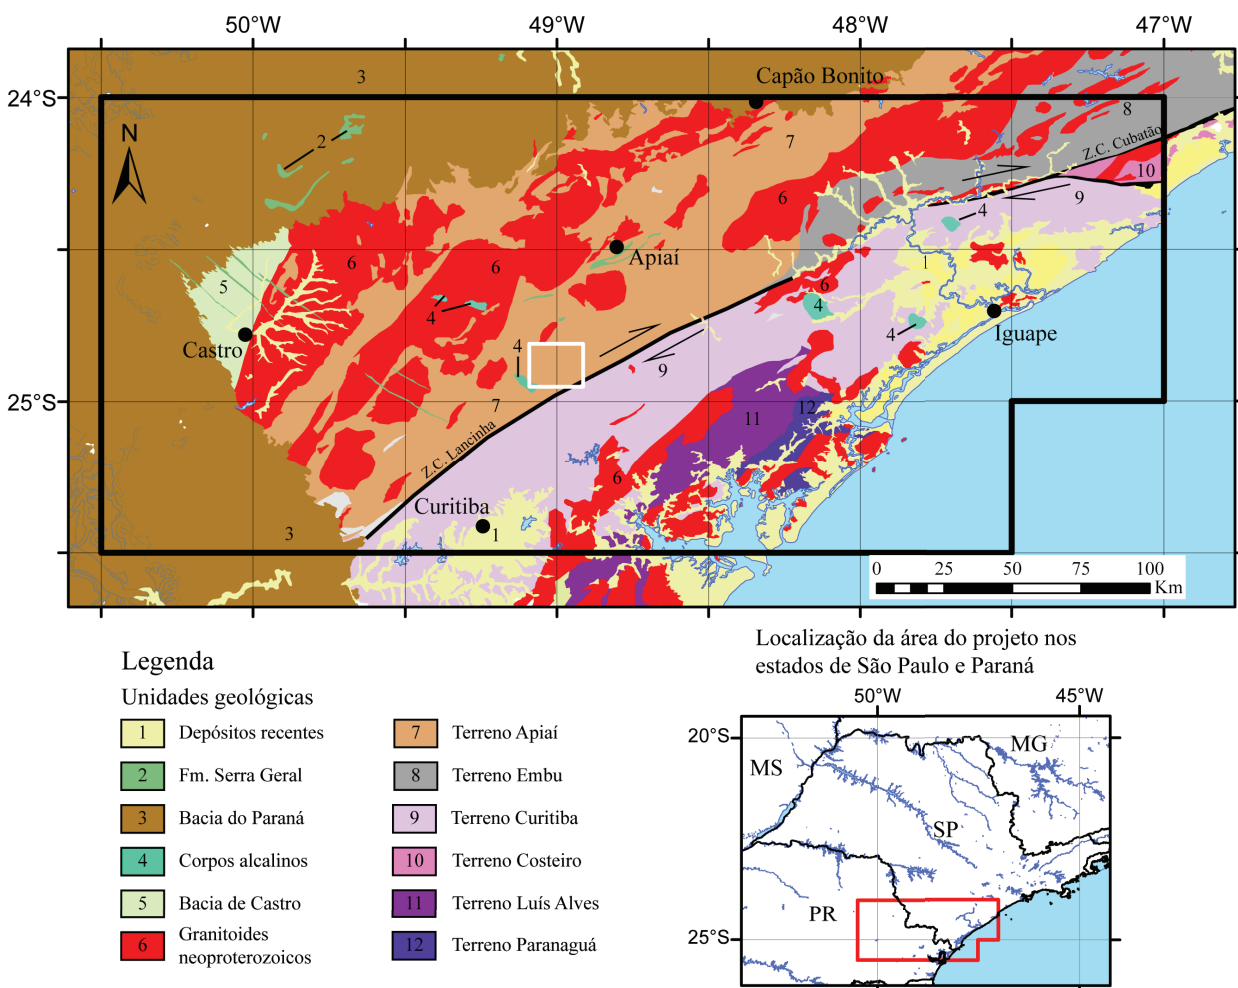 50°W
49°W
48°W
47°W
24°S
25°S
N
3
2
Capão Bonito
7
8
Z.C. Cubatão
10
9
4
6
6
6
5
Apiaí
1
6
4
4
Castro
4
Iguape
4
9
7
Z.C. Lancinha
11
12
6
Curitiba
1
3
0
25
50
75
100
Km
Legenda
Unidades geológicas
1 Depósitos recentes
2 Fm. Serra Geral
3 Bacia do Paraná
4 Corpos alcalinos
5 Bacia de Castro
6 Granitoides
neoproterozoicos
7 Terreno Apiaí
8 Terreno Embu
9 Terreno Curitiba
10 Terreno Costeiro
11 Terreno Luís Alves
12 Terreno Paranaguá
Localização da área do projeto nos
estados de São Paulo e Paraná
50°W
45°W
20°S
25°S
MS
MG
SP
PR